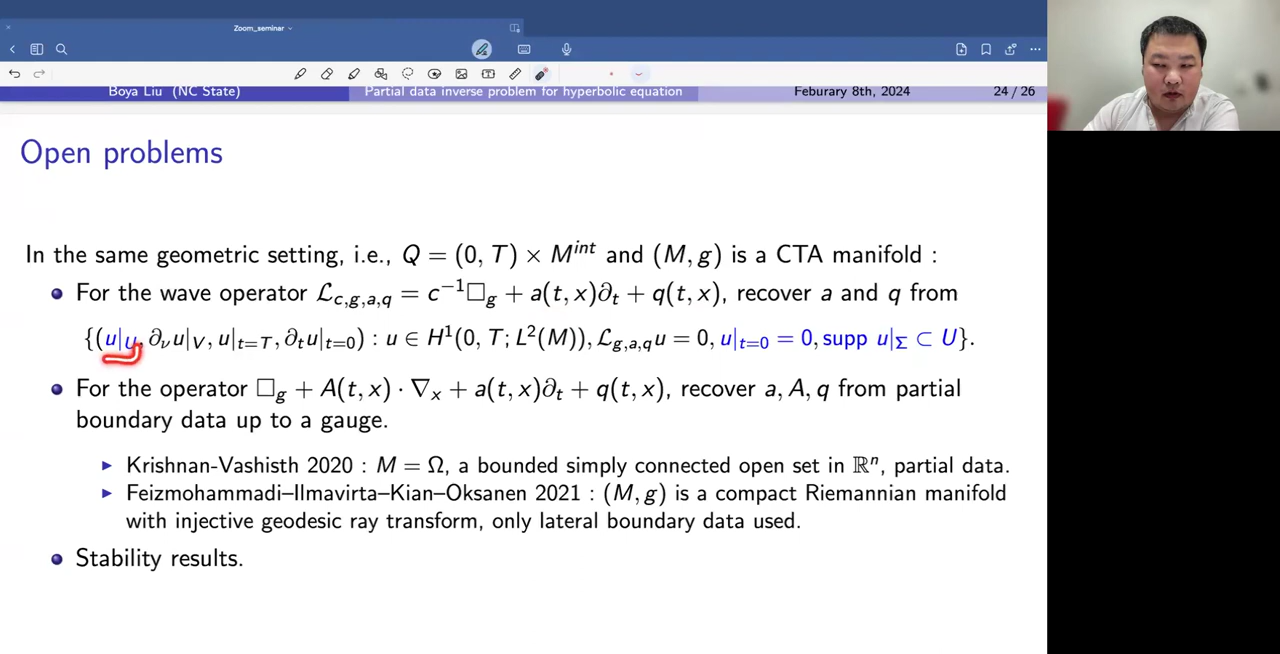 Zoom_seminar
Boya Liu (NC State) Partial data inverse problem for hyperbolic equation Feburary 8th, 2024 24 / 26
Open problems
In the same geometric setting, i.e., Q = (0, T) × M^{int} and (M, g) is a CTA manifold :
For the wave operator ℒ_{c,g,a,q} = c^{−1}□_g + a(t, x)∂_t + q(t, x), recover a and q from
{(u|_U, ∂_νu|_V, u|_{t=T}, ∂_tu|_{t=0}) : u ∈ H^1(0, T; L^2(M)), ℒ_{g,a,q}u = 0, u|_{t=0} = 0, supp u|_Σ ⊂ U}.
For the operator □_g + A(t, x) · ∇_x + a(t, x)∂_t + q(t, x), recover a, A, q from partial
boundary data up to a gauge.
Krishnan-Vashisth 2020 : M = Ω, a bounded simply connected open set in ℝ^n, partial data.
Feizmohammadi–Ilmavirta–Kian–Oksanen 2021 : (M, g) is a compact Riemannian manifold
with injective geodesic ray transform, only lateral boundary data used.
Stability results.